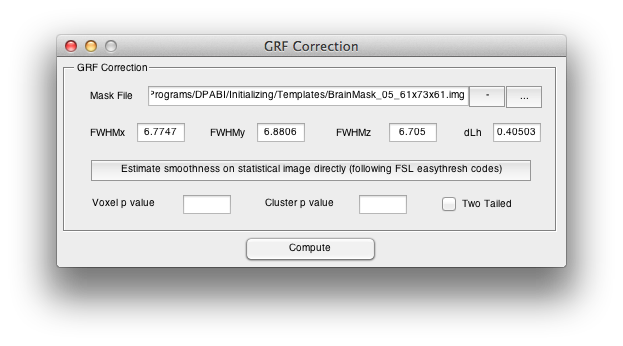 GRF Correction
GRF Correction
Mask File Programs/DPABI/Initializing/Templates/BrainMask_05_61x73x61.img - ...
FWHMx 6.7747 FWHMy 6.8806 FWHMz 6.705 dLh 0.40503
Estimate smoothness on statistical image directly (following FSL easythresh codes)
Voxel p value Cluster p value Two Tailed
Compute